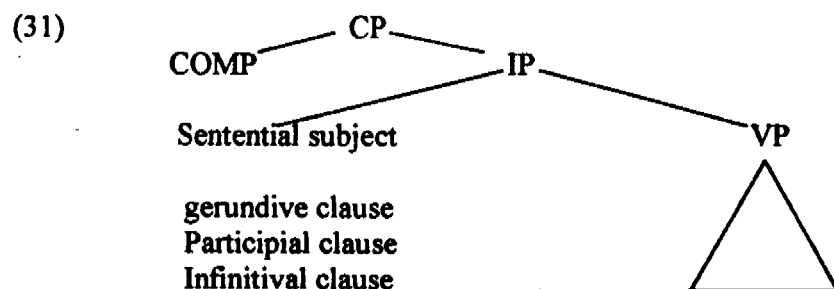 (31) CP
COMP IP
Sentential subject VP
gerundive clause
Participial clause
Infinitival clause